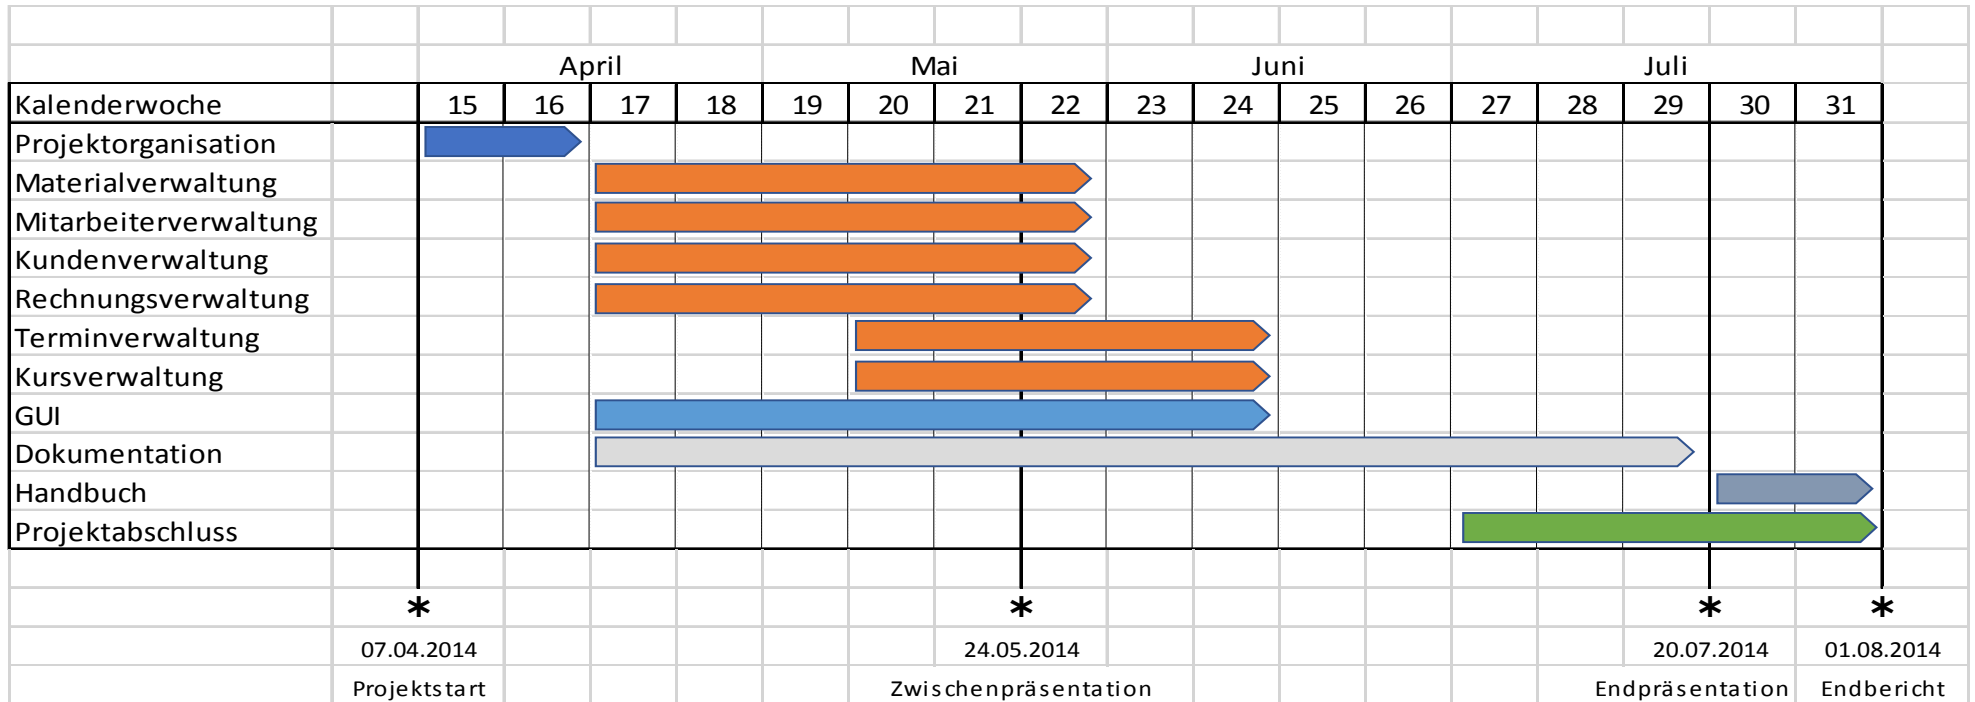 April Mai Juni Juli
Kalenderwoche 15 16 17 18 19 20 21 22 23 24 25 26 27 28 29 30 31
Projektorganisation
Materialverwaltung
Mitarbeiterverwaltung
Kundenverwaltung
Rechnungsverwaltung
Terminverwaltung
Kursverwaltung
GUI
Dokumentation
Handbuch
Projektabschluss
* * * *
07.04.2014 24.05.2014 20.07.2014 01.08.2014
Projektstart Zwischenpräsentation Endpräsentation Endbericht